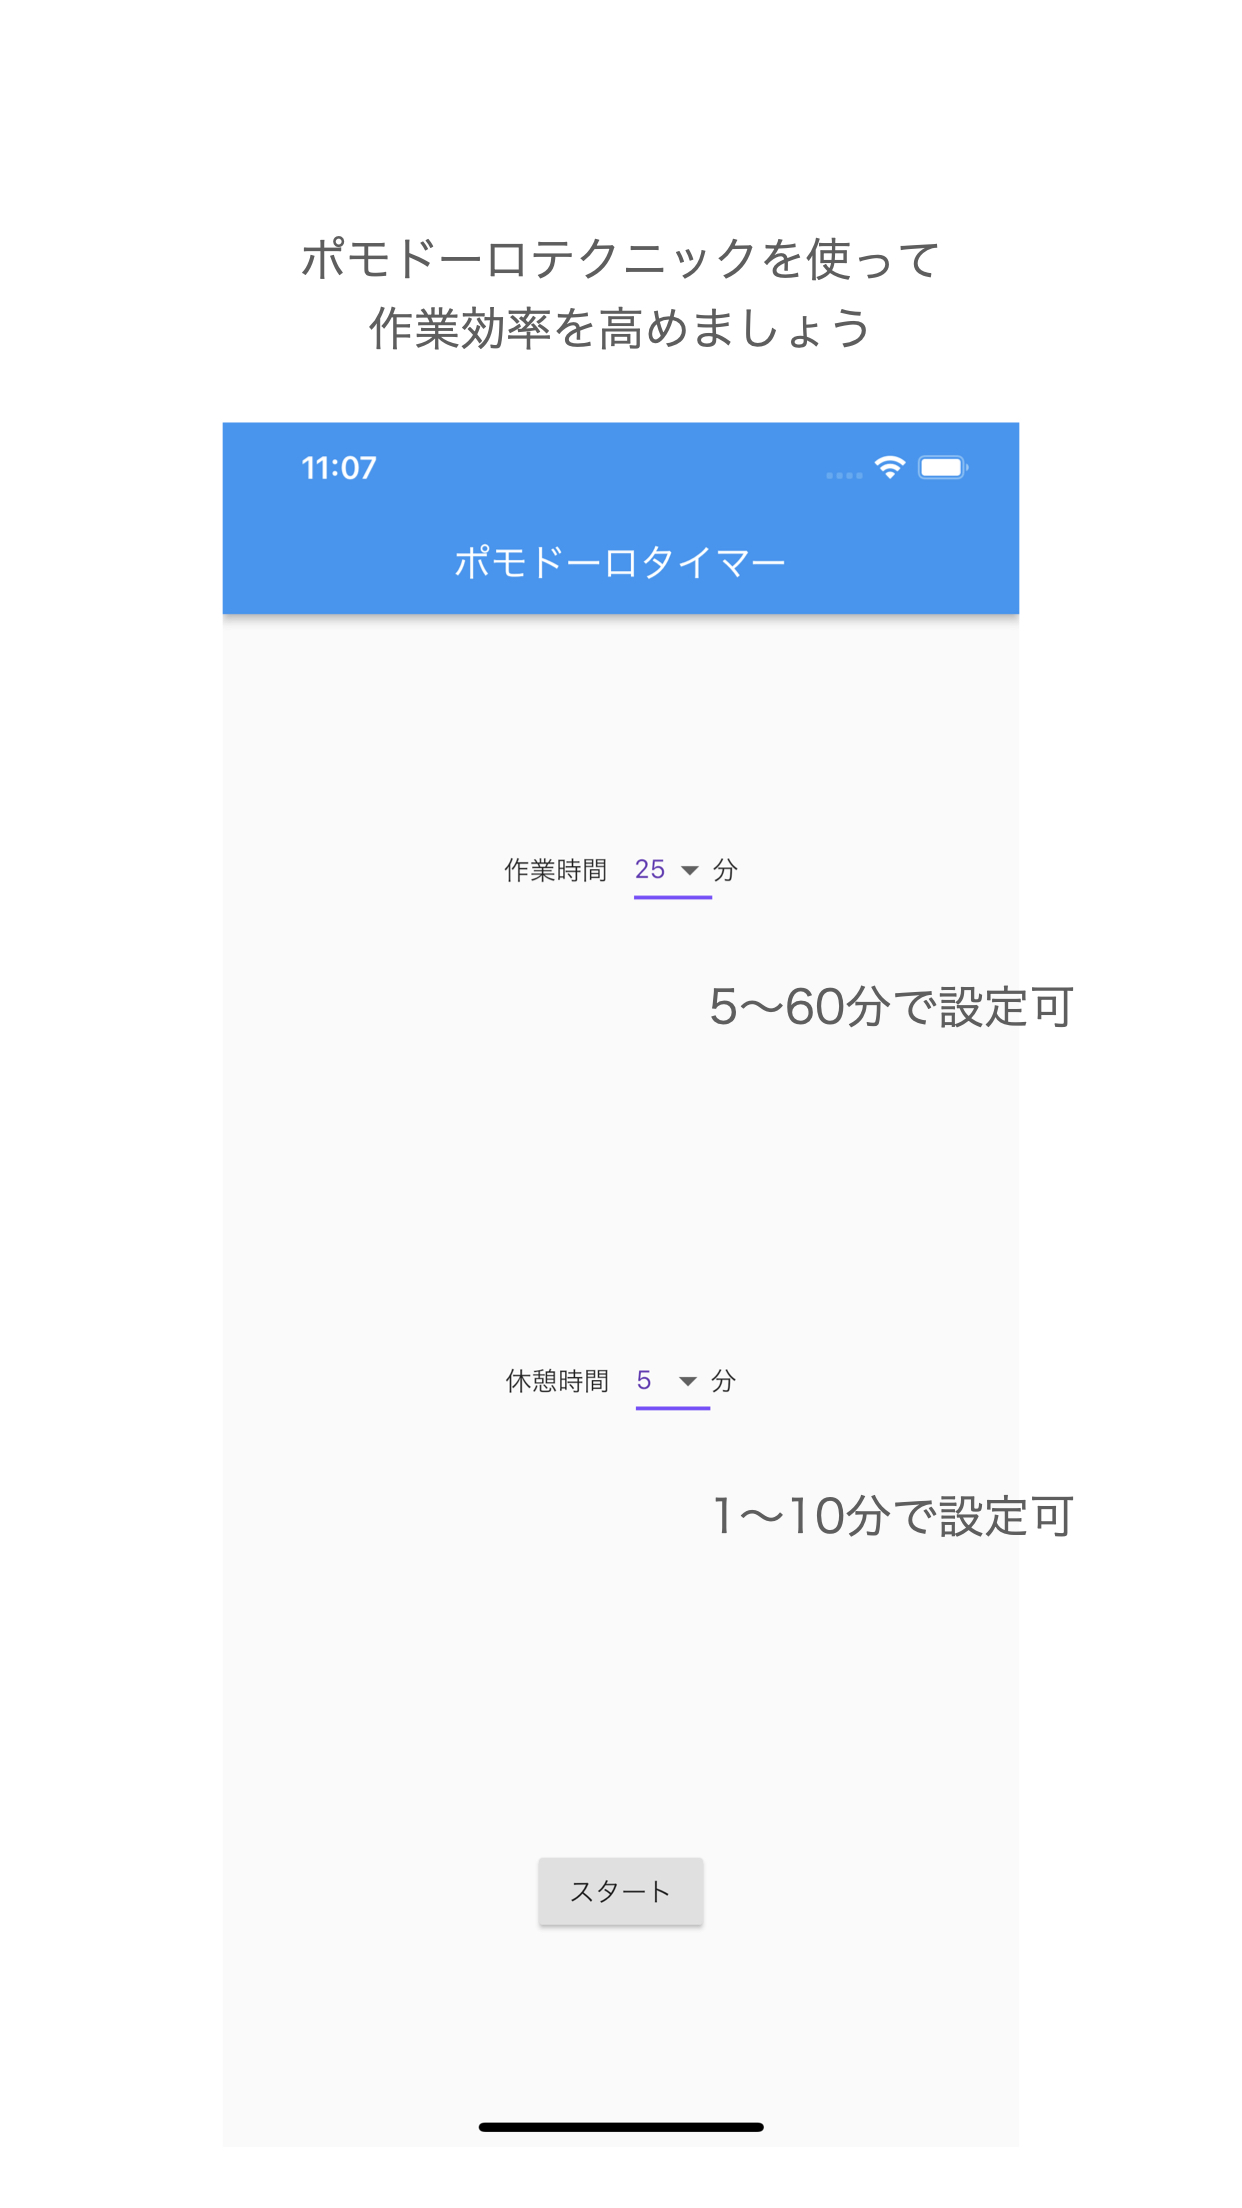 ポモドーロテクニックを使って
作業効率を高めましょう
11:07
ポモドーロタイマー
作業時間 25 分
5〜60分で設定可
休憩時間 5 分
1〜10分で設定可
スタート